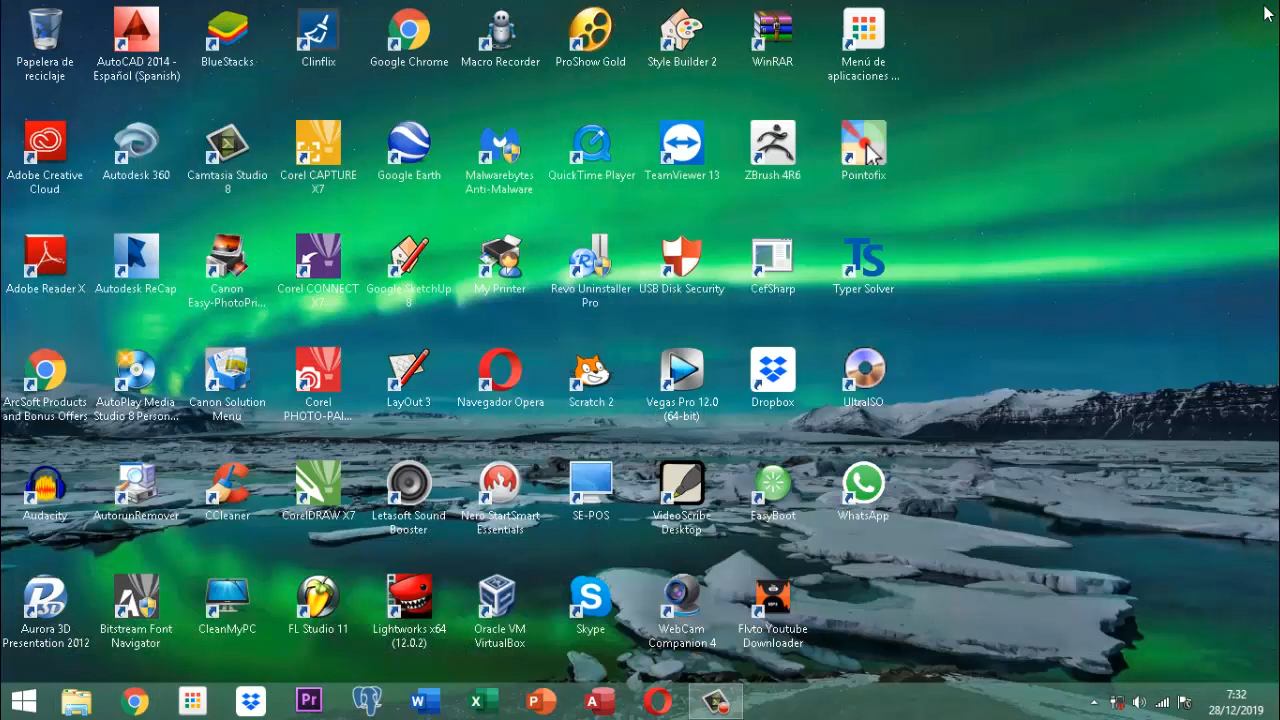 Papelera de
reciclaje
AutoCAD 2014 -
Español (Spanish)
BlueStacks
Clinflix
Google Chrome
Macro Recorder
ProShow Gold
Style Builder 2
WinRAR
Menú de
aplicaciones ...
Adobe Creative
Cloud
Autodesk 360
Camtasia Studio
8
Corel CAPTURE
X7
Google Earth
Malwarebytes
Anti-Malware
QuickTime Player
TeamViewer 13
ZBrush 4R6
Pointofix
Adobe Reader X
Autodesk ReCap
Canon
Easy-PhotoPri...
Corel CONNECT
X7
Google SketchUp
8
My Printer
Revo Uninstaller
Pro
USB Disk Security
CefSharp
TS
Typer Solver
ArcSoft Products
and Bonus Offers
AutoPlay Media
Studio 8 Person...
Canon Solution
Menu
Corel
PHOTO-PAI...
LayOut 3
Navegador Opera
Scratch 2
Vegas Pro 12.0
(64-bit)
Dropbox
UltraISO
Audacity
AutorunRemover
CCleaner
CorelDRAW X7
Letasoft Sound
Booster
Nero StartSmart
Essentials
SE-POS
VideoScribe
Desktop
EasyBoot
WhatsApp
Aurora 3D
Presentation 2012
Bitstream Font
Navigator
CleanMyPC
FL Studio 11
Lightworks x64
(12.0.2)
Oracle VM
VirtualBox
Skype
WebCam
Companion 4
Flvto Youtube
Downloader
Pr
W
X
P
A
7:32
28/12/2019